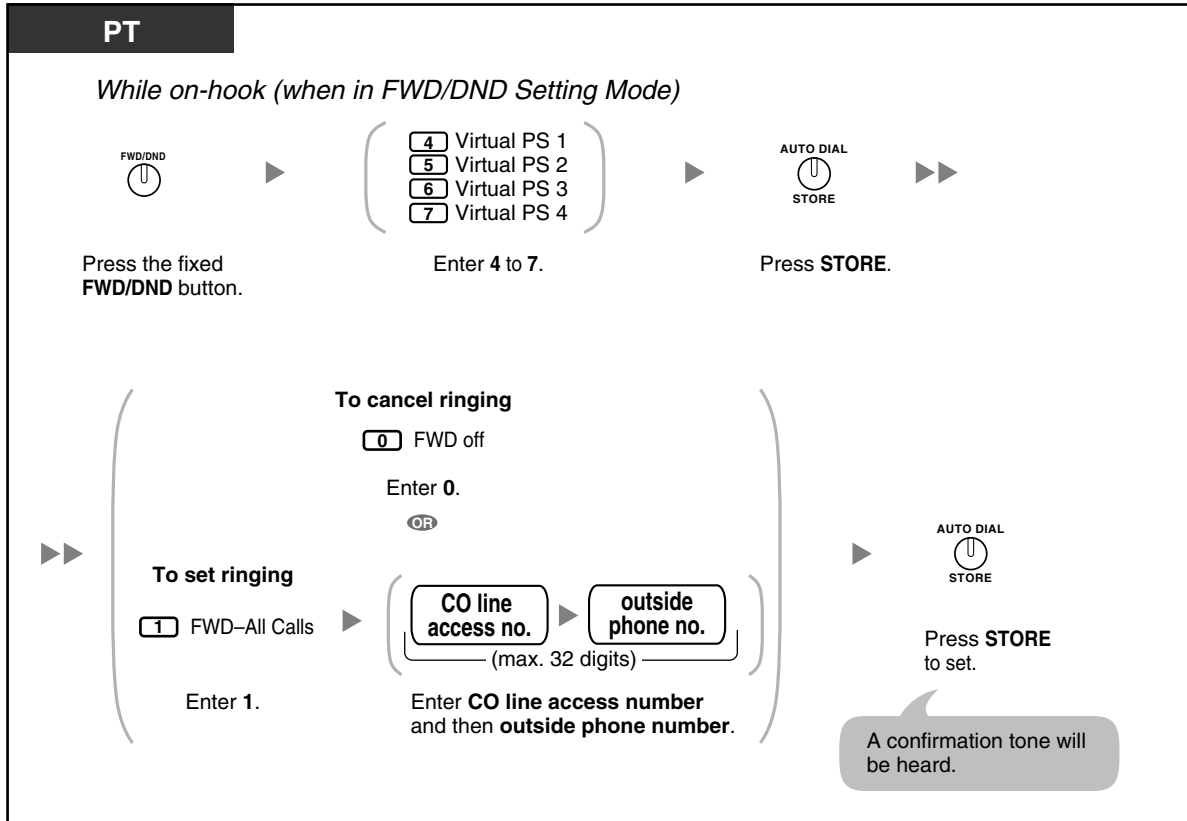 PT
While on-hook (when in FWD/DND Setting Mode)
FWD/DND
4 Virtual PS 1
5 Virtual PS 2
6 Virtual PS 3
7 Virtual PS 4
AUTO DIAL
STORE
Press the fixed
FWD/DND button.
Enter 4 to 7.
Press STORE.
To cancel ringing
0 FWD off
Enter 0.
OR
To set ringing
1 FWD–All Calls
Enter 1.
CO line
access no.
outside
phone no.
(max. 32 digits)
Enter CO line access number
and then outside phone number.
AUTO DIAL
STORE
Press STORE
to set.
A confirmation tone will
be heard.